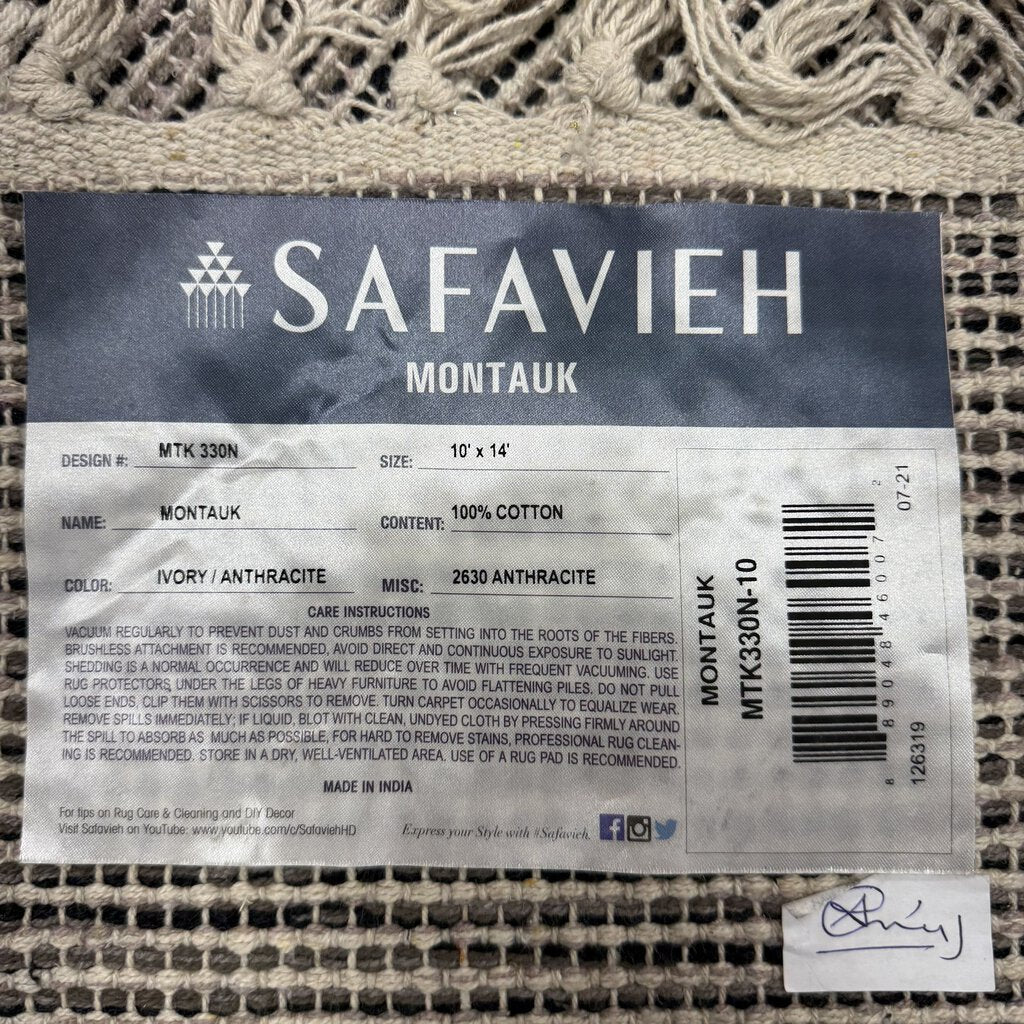 SAFAVIEH
MONTAUK
DESIGN #: MTK 330N
SIZE: 10' x 14'
NAME: MONTAUK
CONTENT: 100% COTTON
COLOR: IVORY / ANTHRACITE
MISC: 2630 ANTHRACITE
CARE INSTRUCTIONS
VACUUM REGULARLY TO PREVENT DUST AND CRUMBS FROM SETTING INTO THE ROOTS OF THE FIBERS.
BRUSHLESS ATTACHMENT IS RECOMMENDED, AVOID DIRECT AND CONTINUOUS EXPOSURE TO SUNLIGHT.
SHEDDING IS A NORMAL OCCURRENCE AND WILL REDUCE OVER TIME WITH FREQUENT VACUUMING. USE
RUG PROTECTORS, UNDER THE LEGS OF HEAVY FURNITURE TO AVOID FLATTENING PILES. DO NOT PULL
LOOSE ENDS, CLIP THEM WITH SCISSORS TO REMOVE. TURN CARPET OCCASIONALLY TO EQUALIZE WEAR.
REMOVE SPILLS IMMEDIATELY; IF LIQUID, BLOT WITH CLEAN, UNDYED CLOTH BY PRESSING FIRMLY AROUND
THE SPILL TO ABSORB AS MUCH AS POSSIBLE, FOR HARD TO REMOVE STAINS, PROFESSIONAL RUG CLEAN-
ING IS RECOMMENDED. STORE IN A DRY, WELL-VENTILATED AREA. USE OF A RUG PAD IS RECOMMENDED.
MADE IN INDIA
For tips on Rug Care & Cleaning and DIY Decor
Visit Safavieh on YouTube: www.youtube.com/c/SafaviehHD
Express your Style with #Safavieh.
MONTAUK
MTK330N-10
8 89048 46007 2
07-21
126319